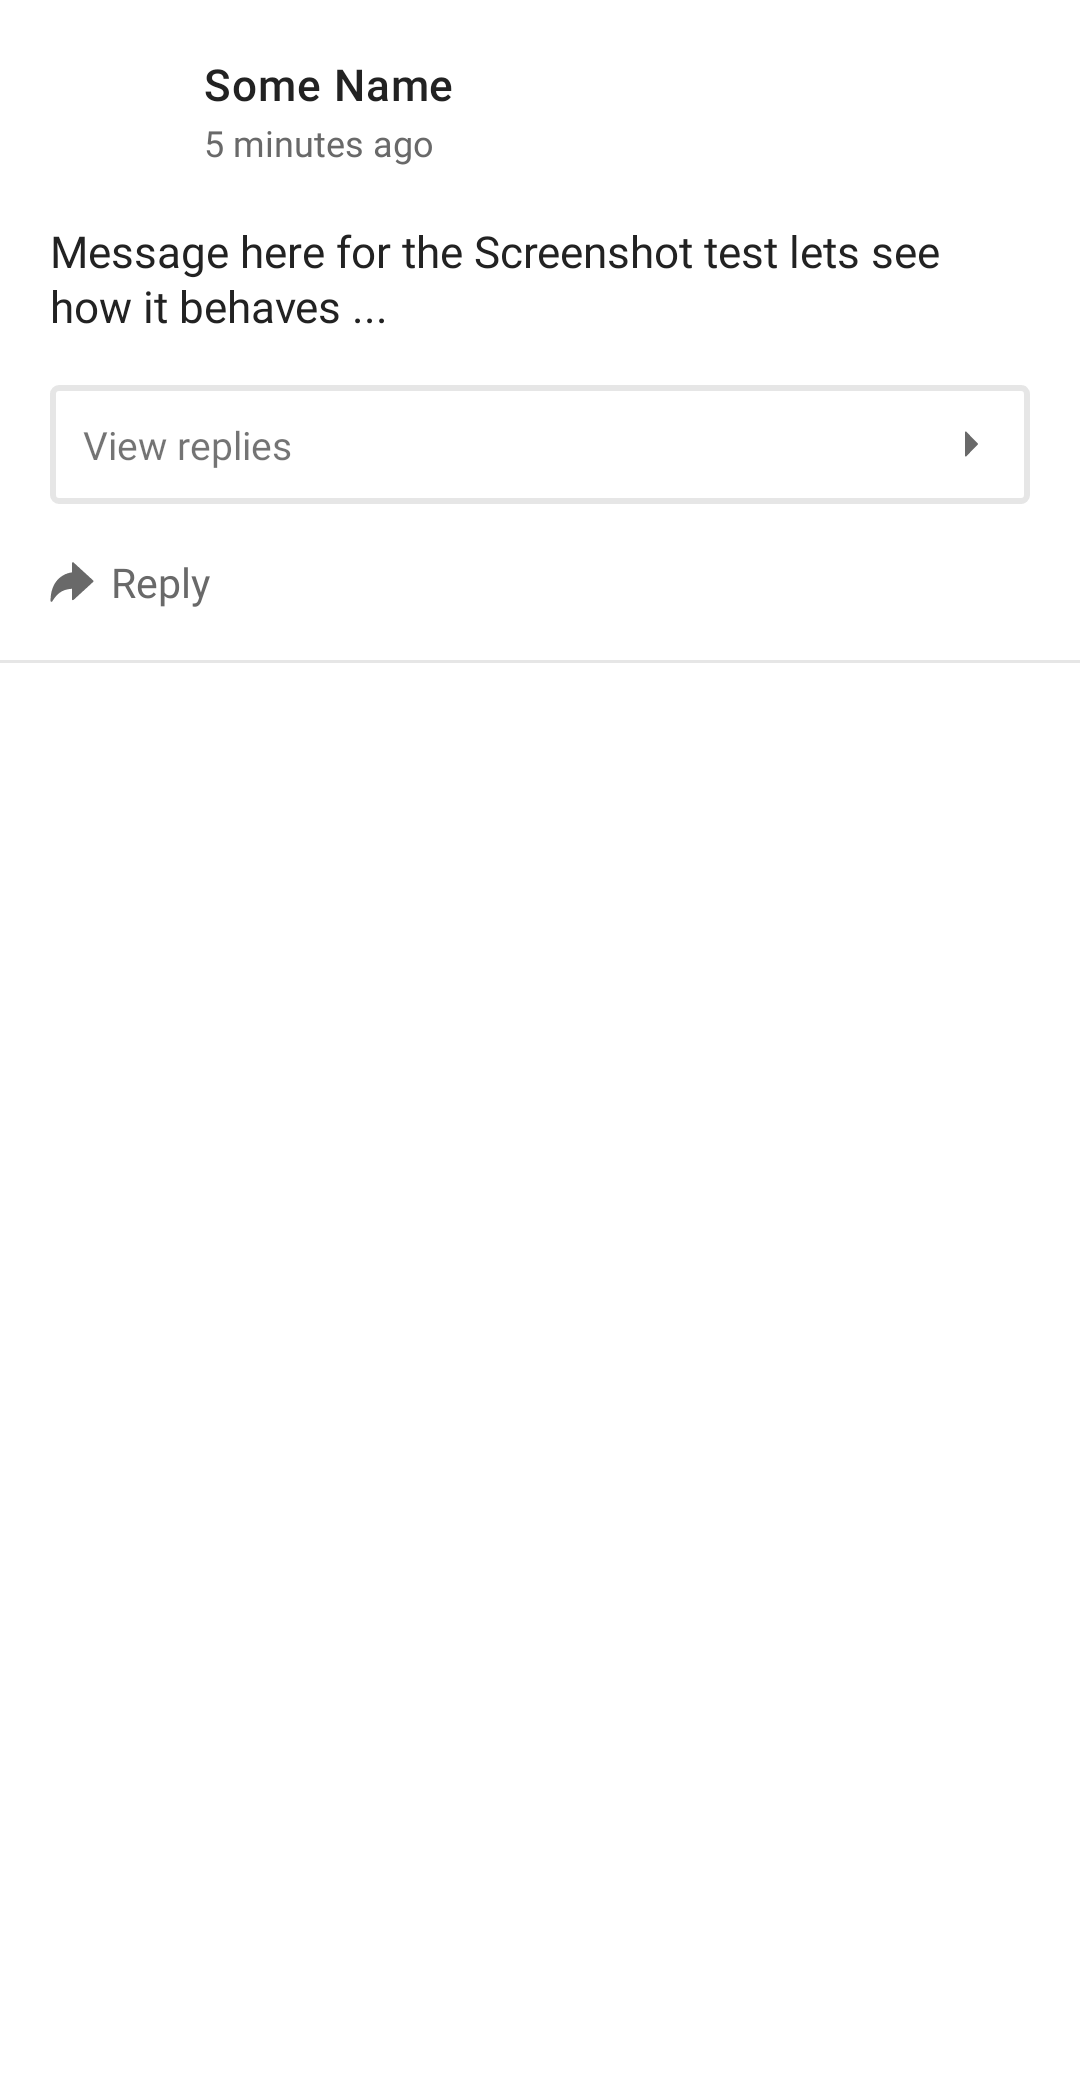 Some Name
5 minutes ago
Message here for the Screenshot test lets see
how it behaves ...
View replies
Reply